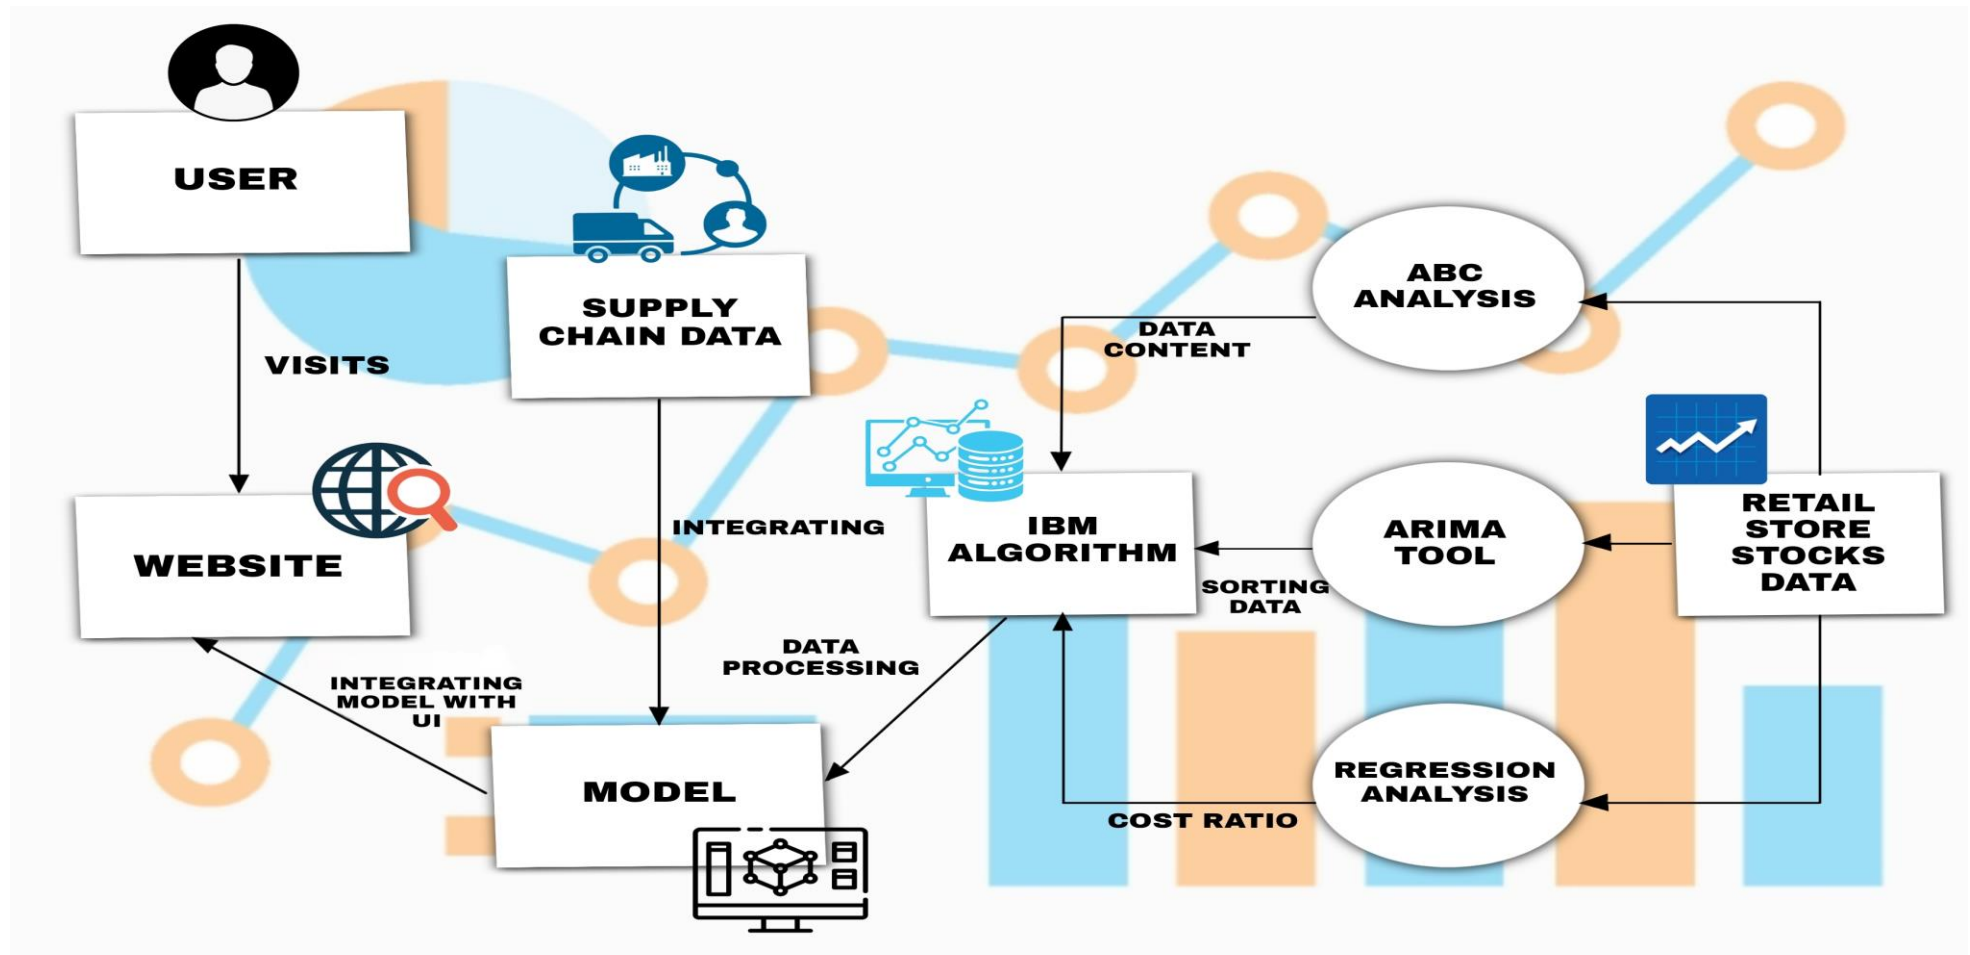 USER
SUPPLY
CHAIN DATA
VISITS
ABC
ANALYSIS
DATA
CONTENT
WEBSITE
INTEGRATING
IBM
ALGORITHM
ARIMA
TOOL
RETAIL
STORE
STOCKS
DATA
SORTING
DATA
DATA
PROCESSING
INTEGRATING
MODEL WITH
UI
MODEL
REGRESSION
ANALYSIS
COST RATIO